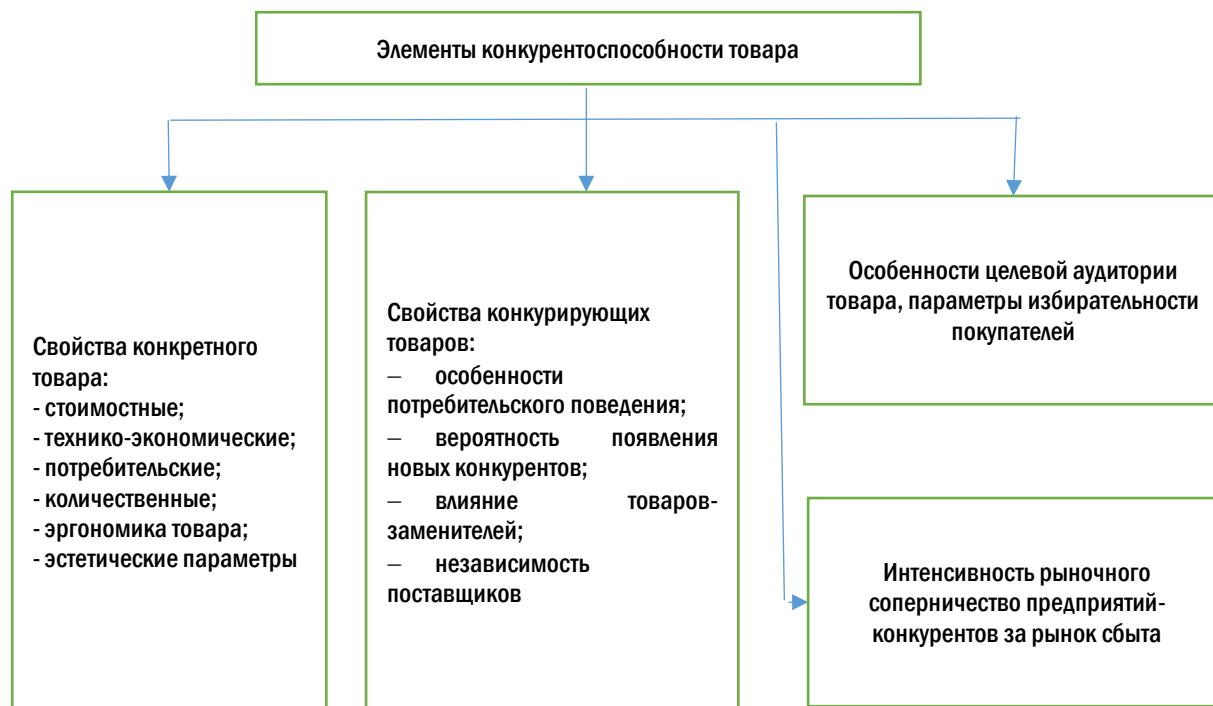 Элементы конкурентоспособности товара
Свойства конкретного
товара:
- стоимостные;
- технико-экономические;
- потребительские;
- количественные;
- эргономика товара;
- эстетические параметры
Свойства конкурирующих
товаров:
– особенности
потребительского поведения;
– вероятность появления
новых конкурентов;
– влияние товаров-
заменителей;
– независимость
поставщиков
Особенности целевой аудитории
товара, параметры избирательности
покупателей
Интенсивность рыночного
соперничество предприятий-
конкурентов за рынок сбыта